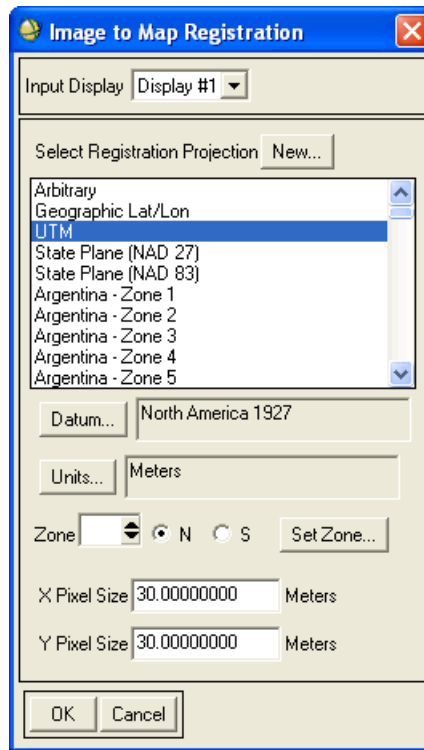 Image to Map Registration
Input Display Display #1
Select Registration Projection New...
Arbitrary
Geographic Lat/Lon
UTM
State Plane (NAD 27)
State Plane (NAD 83)
Argentina - Zone 1
Argentina - Zone 2
Argentina - Zone 3
Argentina - Zone 4
Argentina - Zone 5
Datum... North America 1927
Units... Meters
Zone N S Set Zone...
X Pixel Size 30.00000000 Meters
Y Pixel Size 30.00000000 Meters
OK Cancel